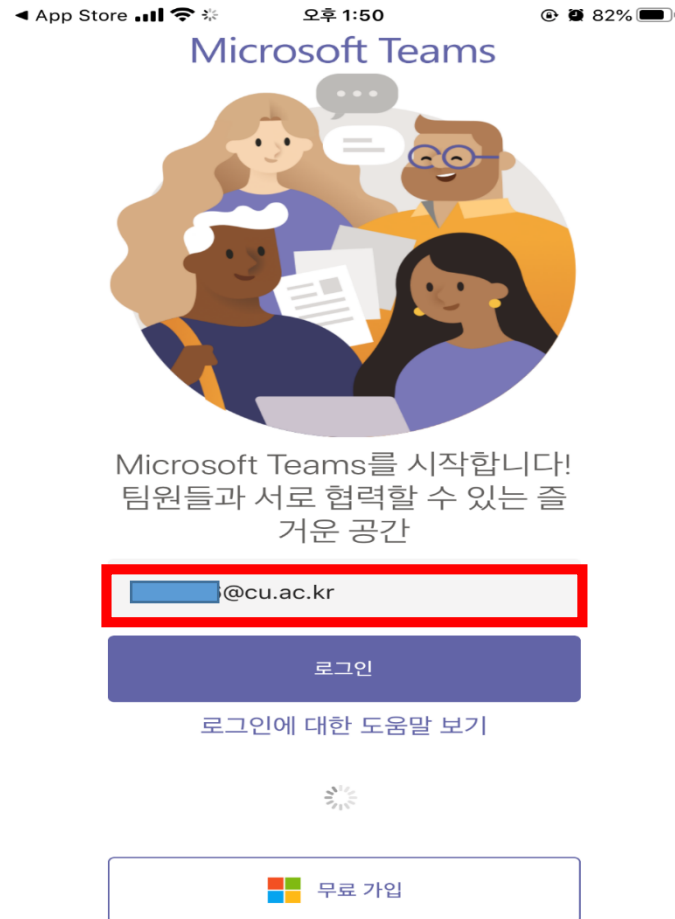 ◀ App Store 오후 1:50 82%
Microsoft Teams
Microsoft Teams를 시작합니다!
팀원들과 서로 협력할 수 있는 즐
거운 공간
@cu.ac.kr
로그인
로그인에 대한 도움말 보기
무료 가입